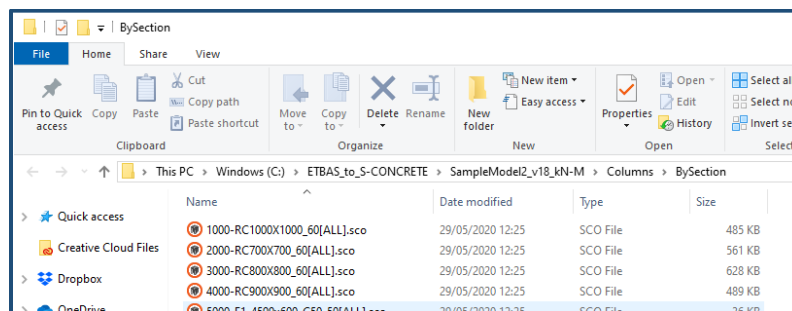 BySection
File Home Share View
Pin to Quick access
Copy
Paste
Cut
Copy path
Paste shortcut
Clipboard
Move to
Copy to
Delete
Rename
Organize
New folder
New item
Easy access
New
Properties
Open
Edit
History
Open
Select al
Select no
Invert se
Select
This PC > Windows (C:) > ETBAS_to_S-CONCRETE > SampleModel2_v18_kN-M > Columns > BySection
Name Date modified Type Size
Quick access
Creative Cloud Files
Dropbox
OneDrive
1000-RC1000X1000_60[ALL].sco 29/05/2020 12:25 SCO File 485 KB
2000-RC700X700_60[ALL].sco 29/05/2020 12:25 SCO File 561 KB
3000-RC800X800_60[ALL].sco 29/05/2020 12:25 SCO File 628 KB
4000-RC900X900_60[ALL].sco 29/05/2020 12:25 SCO File 489 KB